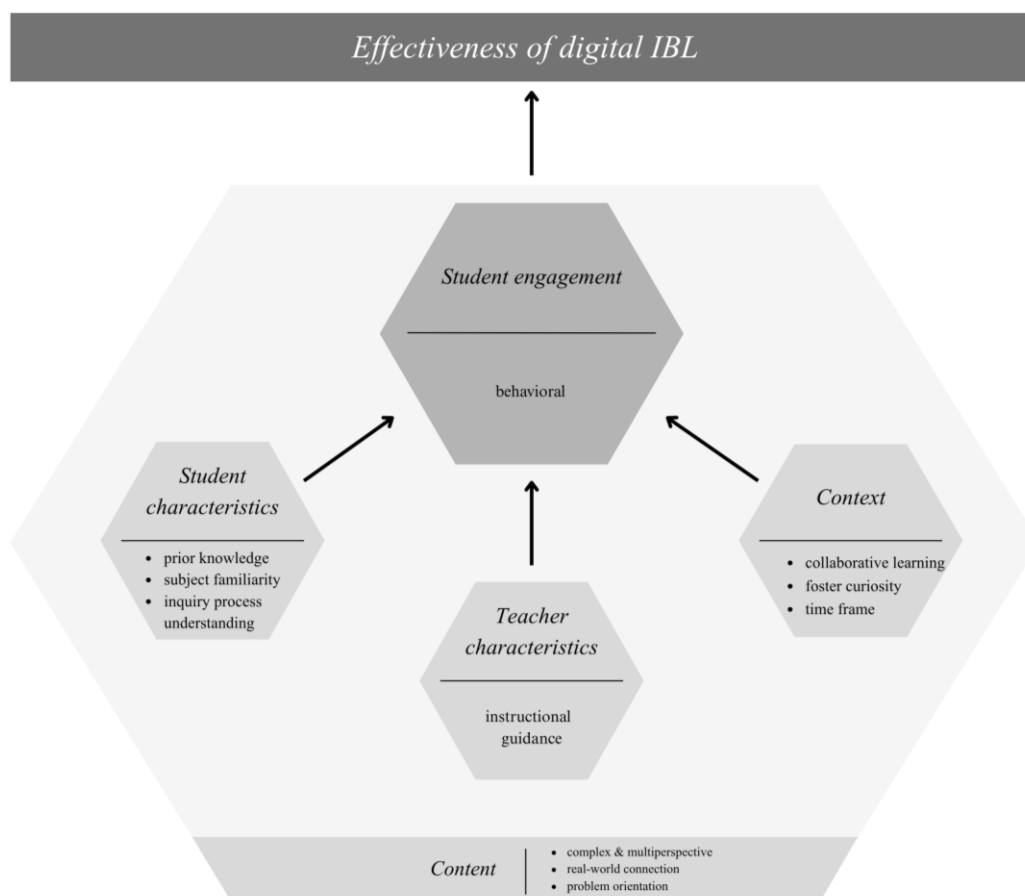 Effectiveness of digital IBL
Student engagement
behavioral
Student
characteristics
• prior knowledge
• subject familiarity
• inquiry process
understanding
Teacher
characteristics
instructional
guidance
Context
• collaborative learning
• foster curiosity
• time frame
Content
• complex & multiperspective
• real-world connection
• problem orientation